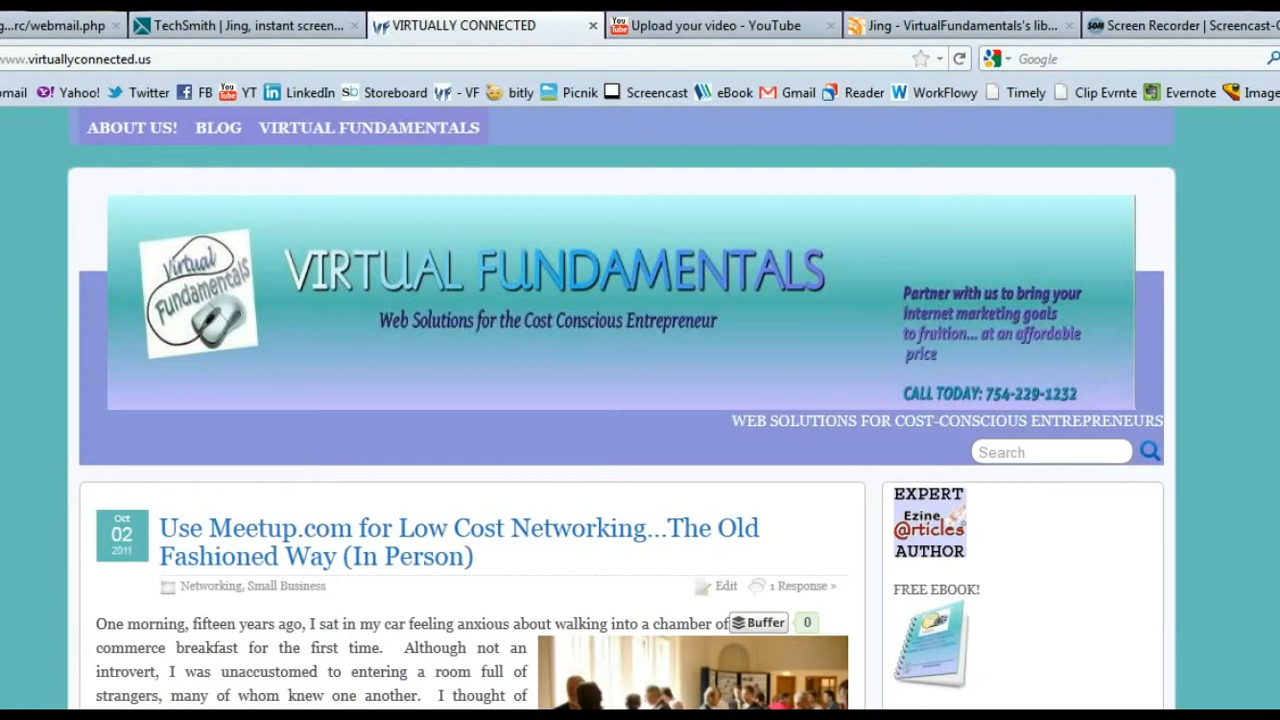 g...rc/webmail.php
TechSmith | Jing, instant screen...
VIRTUALLY CONNECTED
Upload your video - YouTube
Jing - VirtualFundamentals's lib...
Screen Recorder | Screencast-O
www.virtuallyconnected.us
Google
mail Yahoo! Twitter FB YT LinkedIn Storeboard - VF bitly Picnik Screencast eBook Gmail Reader WorkFlowy Timely Clip Evrnte Evernote Image
ABOUT US! BLOG VIRTUAL FUNDAMENTALS
Virtual
Fundamentals
VIRTUAL FUNDAMENTALS
Web Solutions for the Cost Conscious Entrepreneur
Partner with us to bring your
Internet marketing goals
to fruition... at an affordable
price
CALL TODAY: 754-229-1232
WEB SOLUTIONS FOR COST-CONSCIOUS ENTREPRENEURS
Search
Oct
02
2011
Use Meetup.com for Low Cost Networking...The Old
Fashioned Way (In Person)
Networking, Small Business
Edit
1 Response »
One morning, fifteen years ago, I sat in my car feeling anxious about walking into a chamber of
Buffer 0
commerce breakfast for the first time. Although not an
introvert, I was unaccustomed to entering a room full of
strangers, many of whom knew one another. I thought of
EXPERT
Ezine
@rticles
AUTHOR
FREE EBOOK!